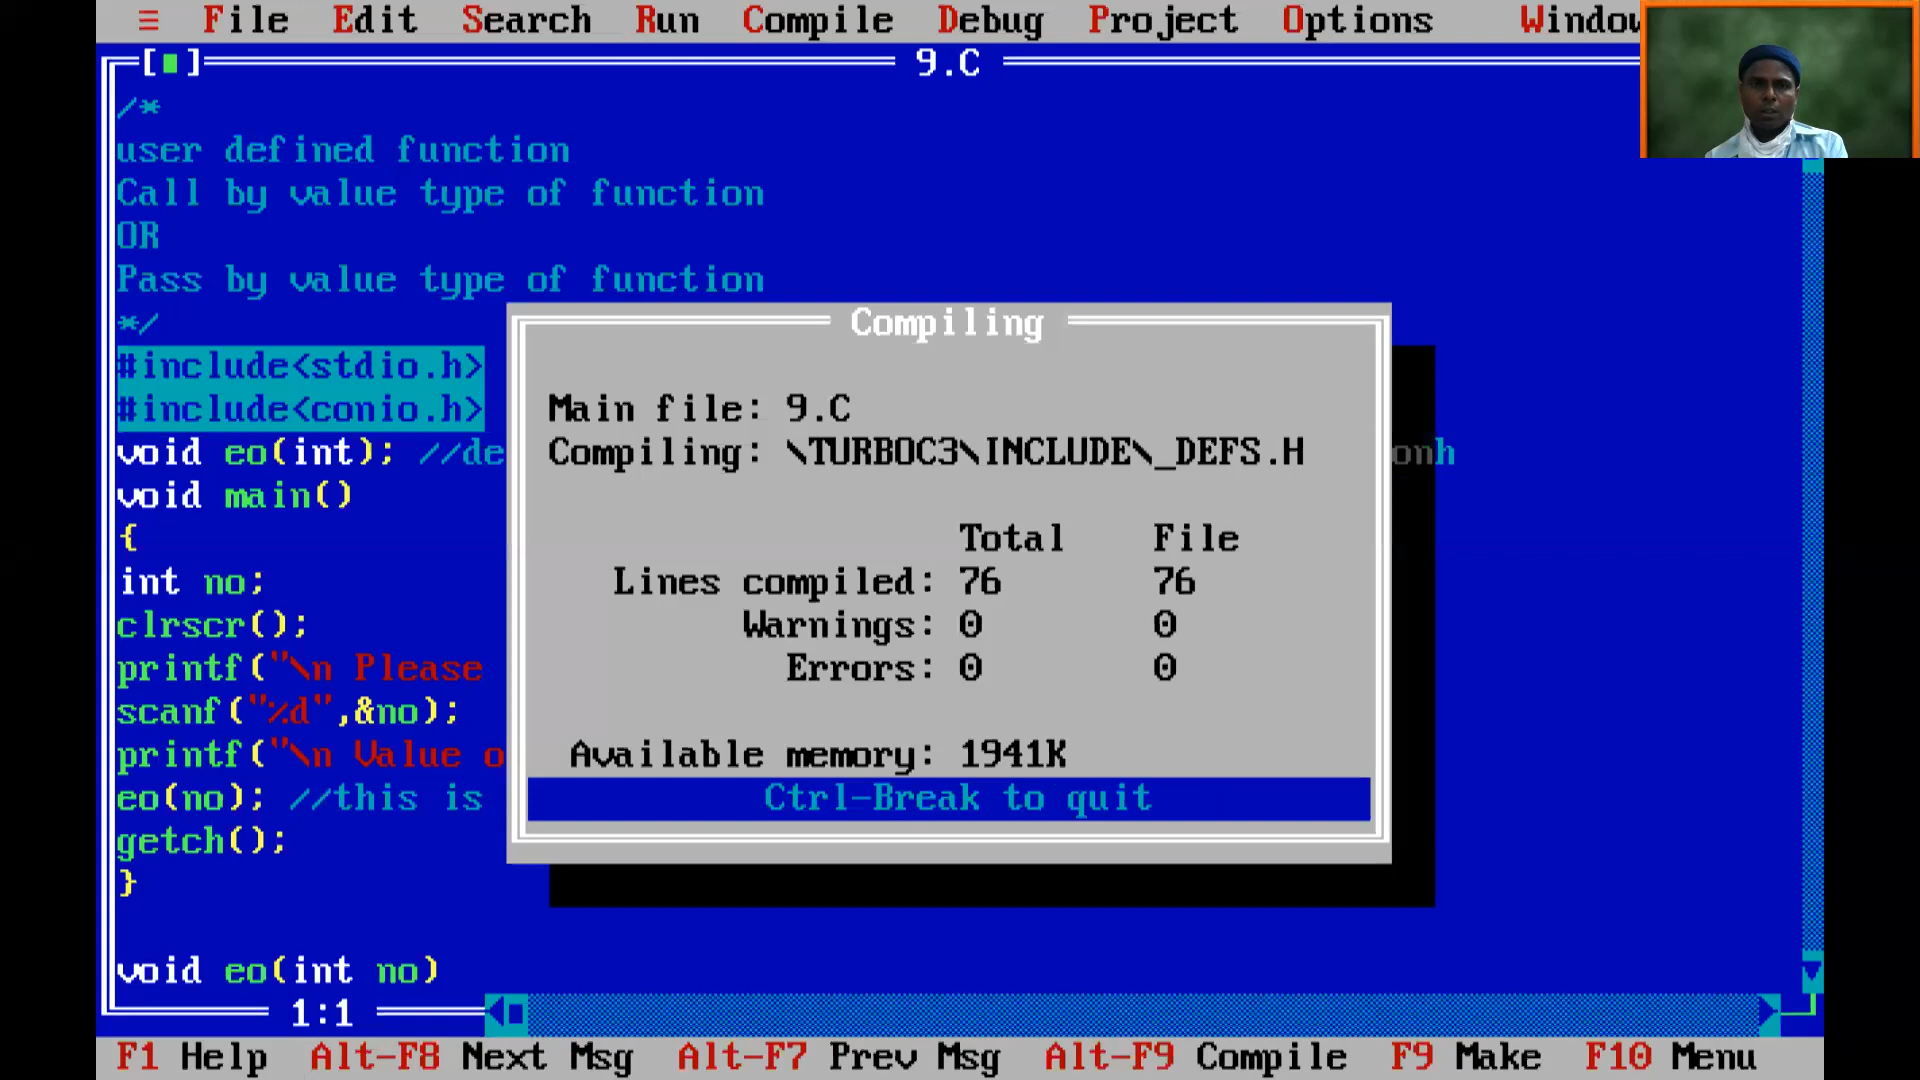 ≡ File Edit Search Run Compile Debug Project Options Window
[■] 9.C
/*
user defined function
Call by value type of function
OR
Pass by value type of function
*/
#include<stdio.h>
#include<conio.h>
void eo(int); //de
void main()
{
int no;
clrscr();
printf("\n Please
scanf("%d",&no);
printf("\n Value o
eo(no); //this is
getch();
}
void eo(int no)
1:1
Compiling
Main file: 9.C
Compiling: \TURBOC3\INCLUDE\_DEFS.H
Total File
Lines compiled: 76 76
Warnings: 0 0
Errors: 0 0
Available memory: 1941K
Ctrl-Break to quit
F1 Help Alt-F8 Next Msg Alt-F7 Prev Msg Alt-F9 Compile F9 Make F10 Menu